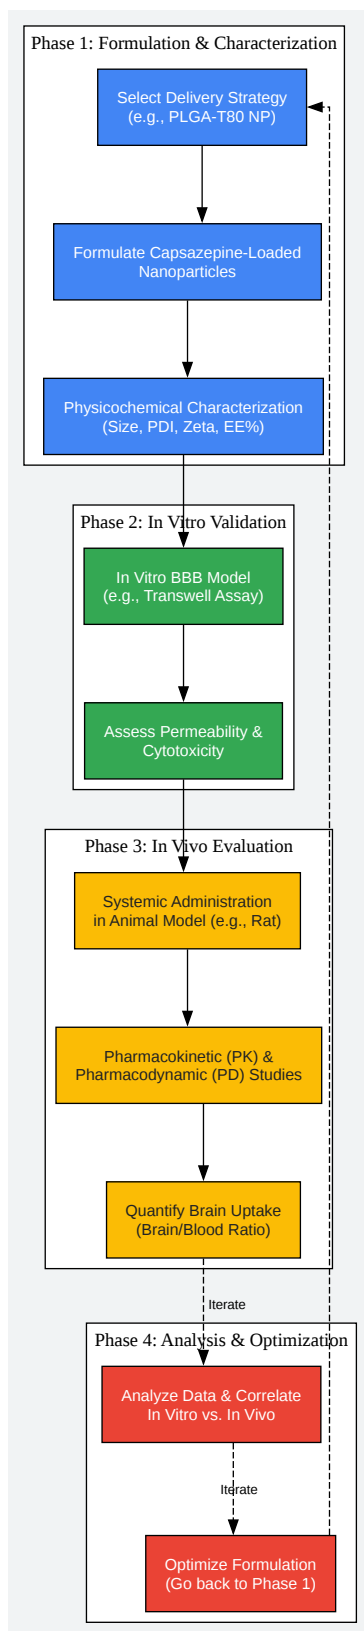 Phase 1: Formulation & Characterization
Select Delivery Strategy
(e.g., PLGA-T80 NP)
Formulate Capsazepine-Loaded
Nanoparticles
Physicochemical Characterization
(Size, PDI, Zeta, EE%)
Phase 2: In Vitro Validation
In Vitro BBB Model
(e.g., Transwell Assay)
Assess Permeability &
Cytotoxicity
Phase 3: In Vivo Evaluation
Systemic Administration
in Animal Model (e.g., Rat)
Pharmacokinetic (PK) &
Pharmacodynamic (PD) Studies
Quantify Brain Uptake
(Brain/Blood Ratio)
Iterate
Phase 4: Analysis & Optimization
Analyze Data & Correlate
In Vitro vs. In Vivo
Iterate
Optimize Formulation
(Go back to Phase 1)